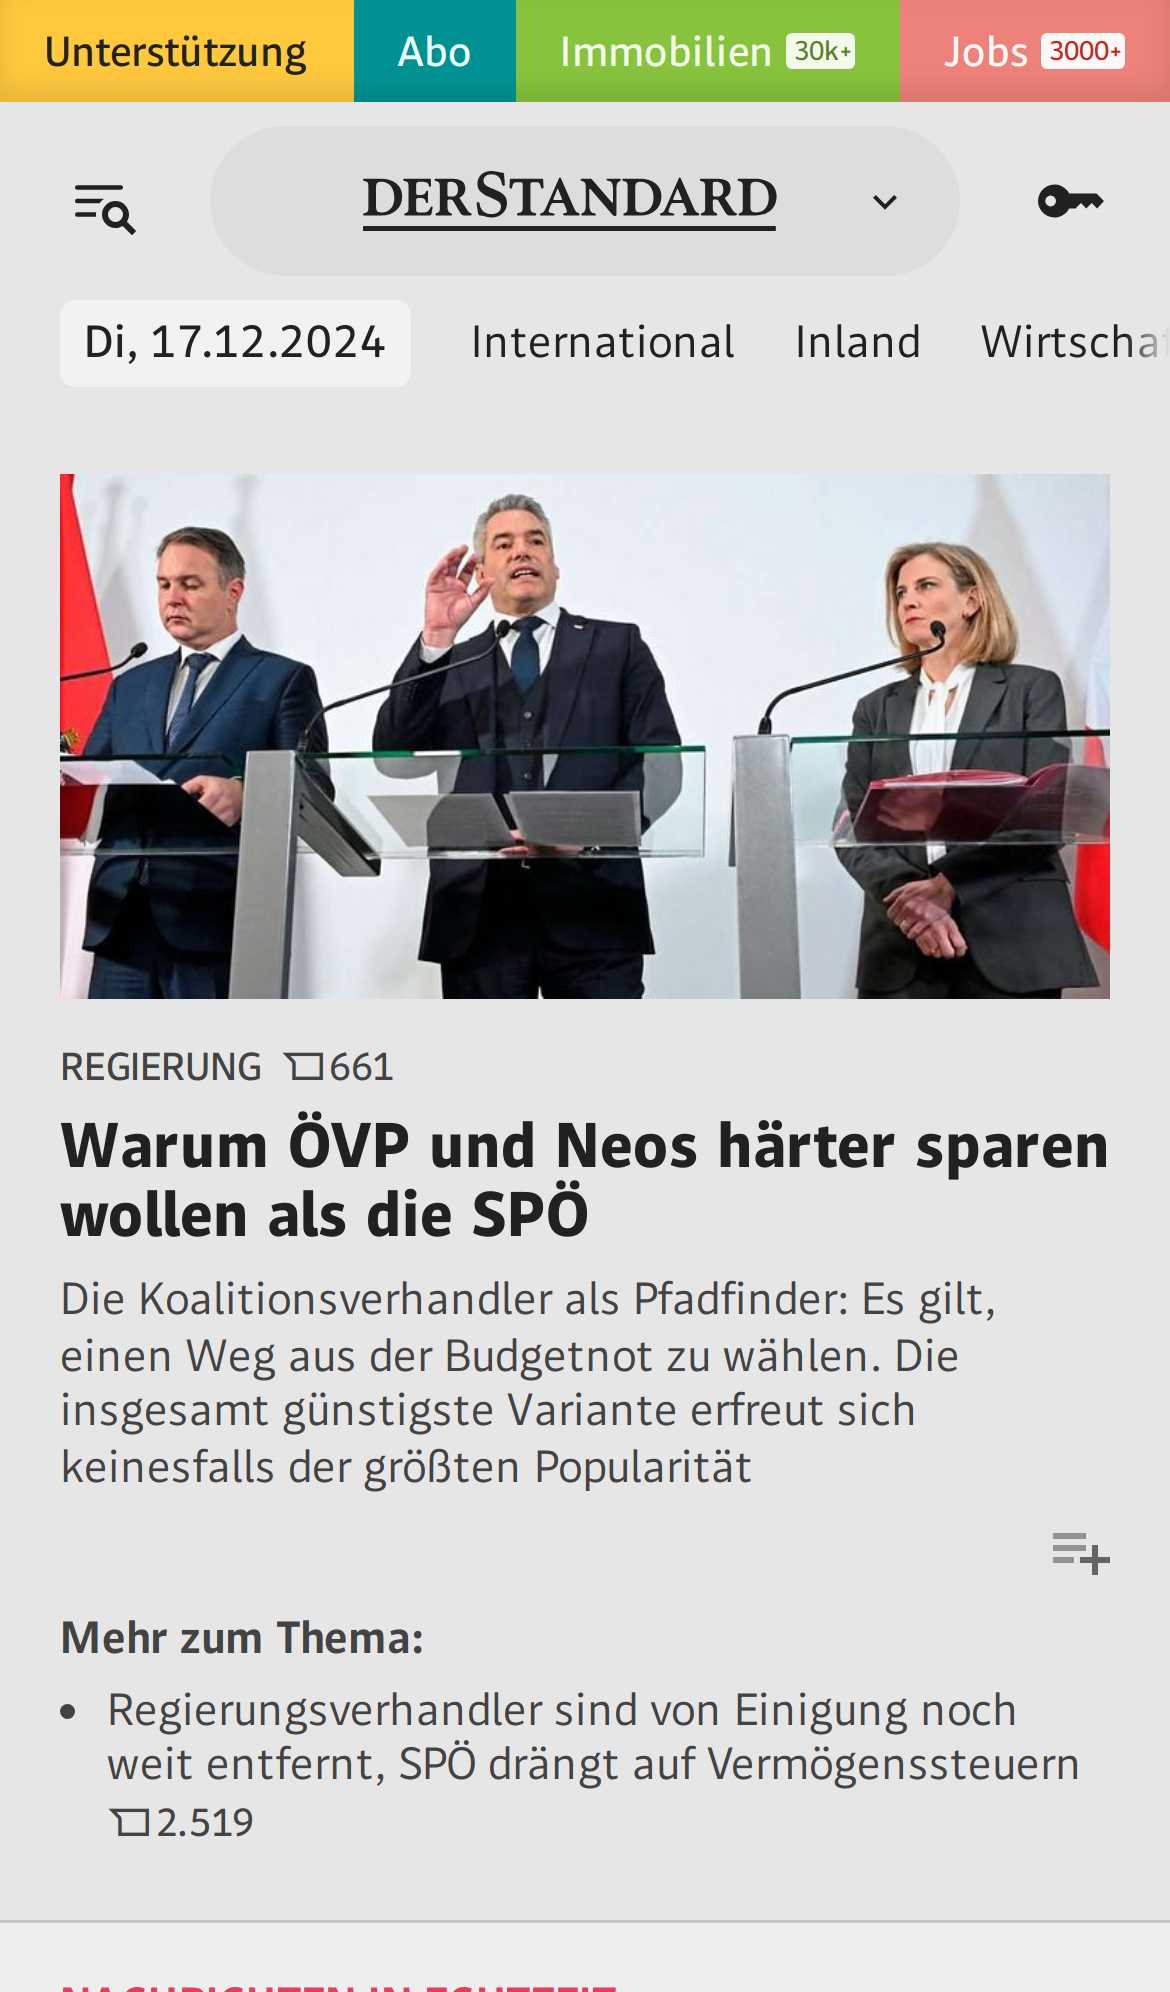 Unterstützung
Abo
Immobilien 30k+
Jobs 3000+
DERSTANDARD
Di, 17.12.2024
International
Inland
Wirtscha
REGIERUNG 661
Warum ÖVP und Neos härter sparen
wollen als die SPÖ
Die Koalitionsverhandler als Pfadfinder: Es gilt,
einen Weg aus der Budgetnot zu wählen. Die
insgesamt günstigste Variante erfreut sich
keinesfalls der größten Popularität
Mehr zum Thema:
• Regierungsverhandler sind von Einigung noch
weit entfernt, SPÖ drängt auf Vermögenssteuern
2.519
NACHRICHTEN IN ECHTZEIT